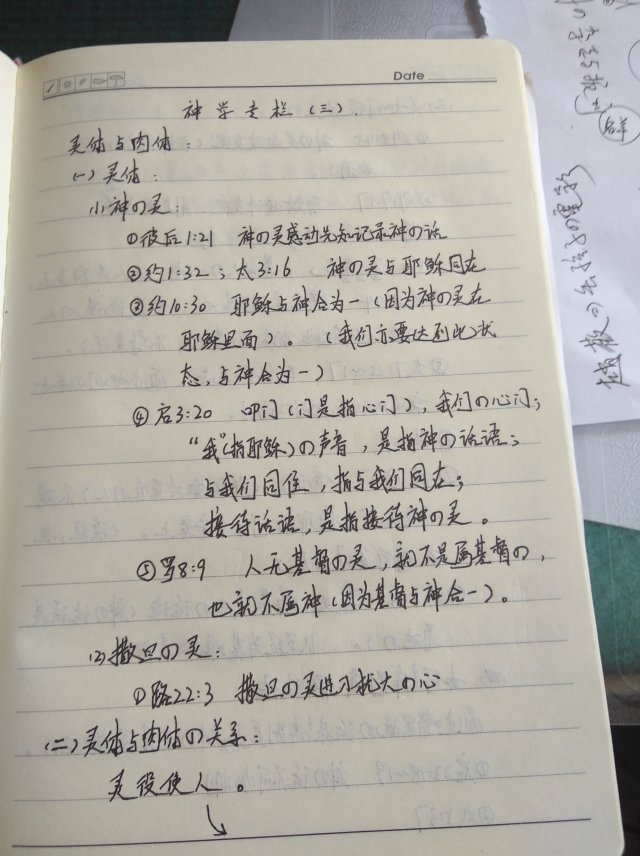 Date
神学专栏（三）.
灵体与肉体：
（一）灵体：
⑴神の灵：
①彼后1:21 神の灵感动先知记录神の话
②约1:32；太3:16 神の灵与耶稣同在
③约10:30 耶稣与神合为一（因为神の灵在
耶稣里面）。（我们亦要达到此状
态，与神合为一）
④启3:20 叩门（门是指心门），我们の心门；
“我”（指耶稣）の声音，是指神の话语；
与我们同住，指与我们同在；
接待话语，是指接待神の灵。
⑤罗8:9 人无基督の灵，就不是属基督の，
也就不属神（因为基督与神合一）。
⑵撒旦の灵：
①路22:3 撒旦の灵进入犹大の心
（二）灵体与肉体の关系：
灵役使人。
↓